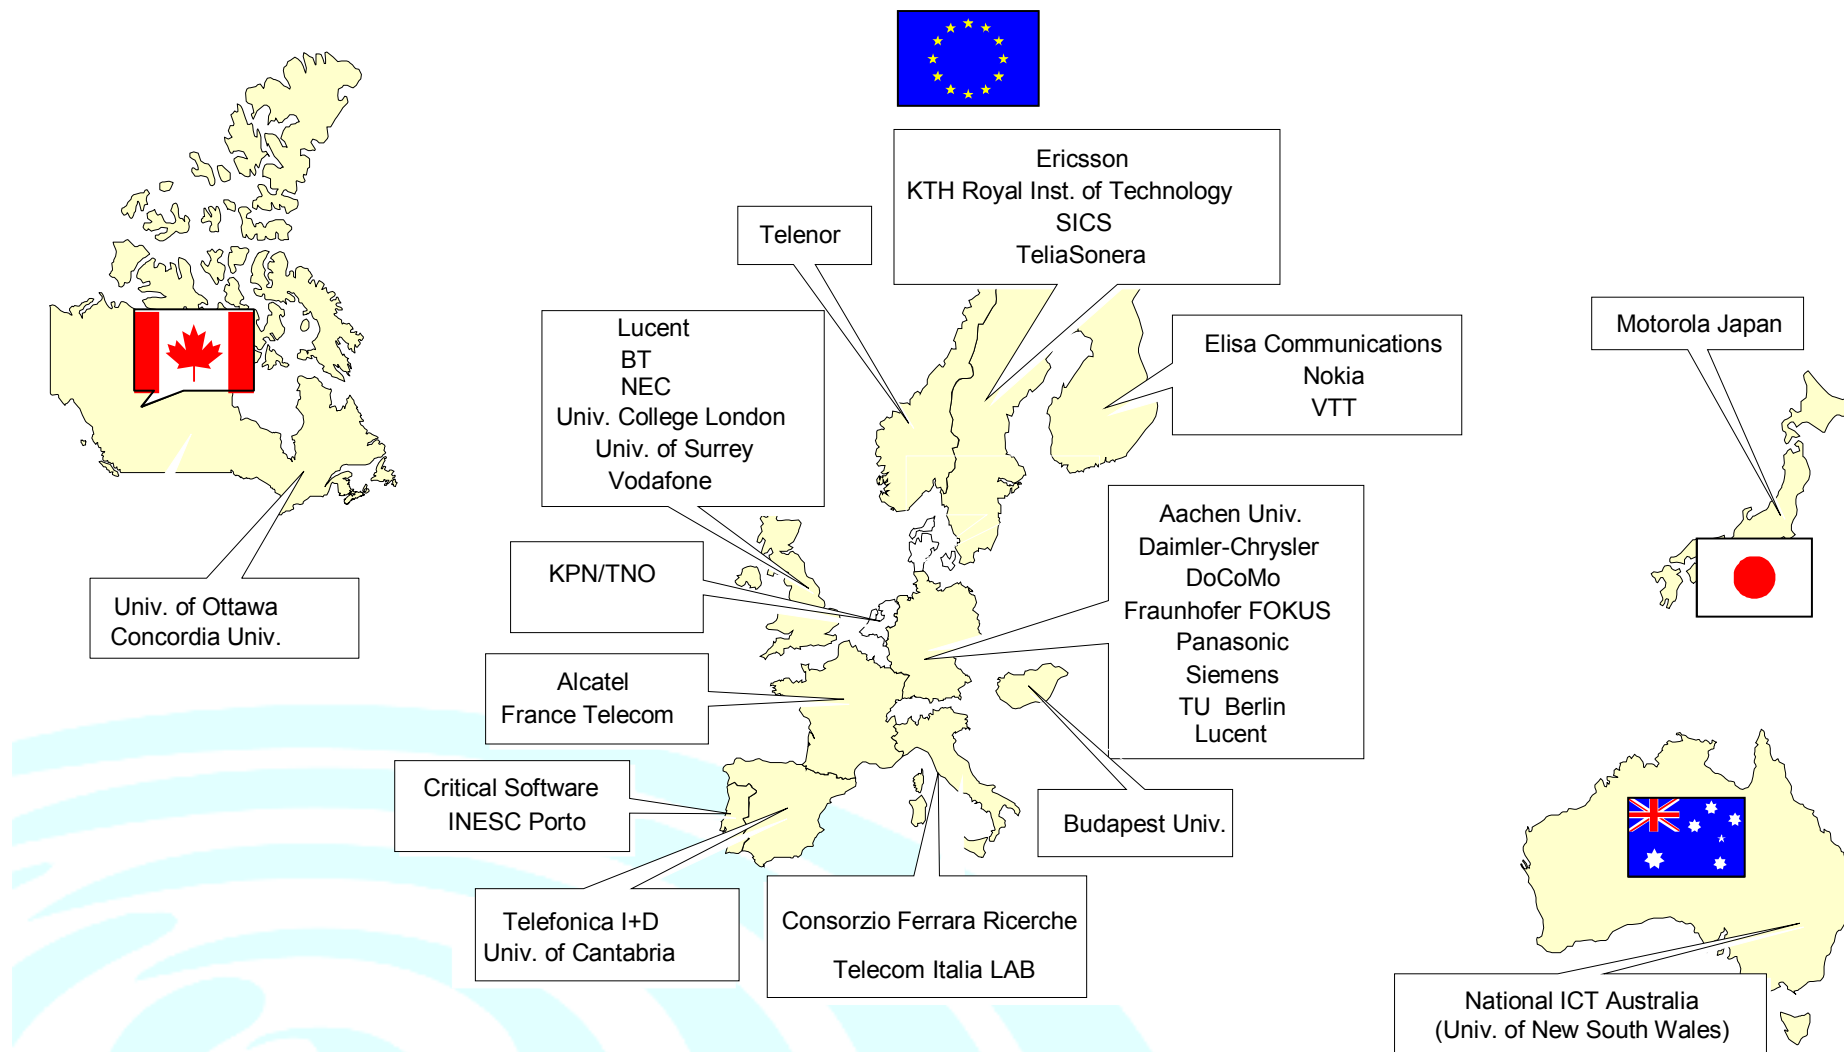 Ericsson
KTH Royal Inst. of Technology
SICS
TeliaSonera
Telenor
Lucent
BT
NEC
Univ. College London
Univ. of Surrey
Vodafone
Elisa Communications
Nokia
VTT
Motorola Japan
KPN/TNO
Aachen Univ.
Daimler-Chrysler
DoCoMo
Fraunhofer FOKUS
Panasonic
Siemens
TU Berlin
Lucent
Univ. of Ottawa
Concordia Univ.
Alcatel
France Telecom
Critical Software
INESC Porto
Budapest Univ.
Telefonica I+D
Univ. of Cantabria
Consorzio Ferrara Ricerche
Telecom Italia LAB
National ICT Australia
(Univ. of New South Wales)